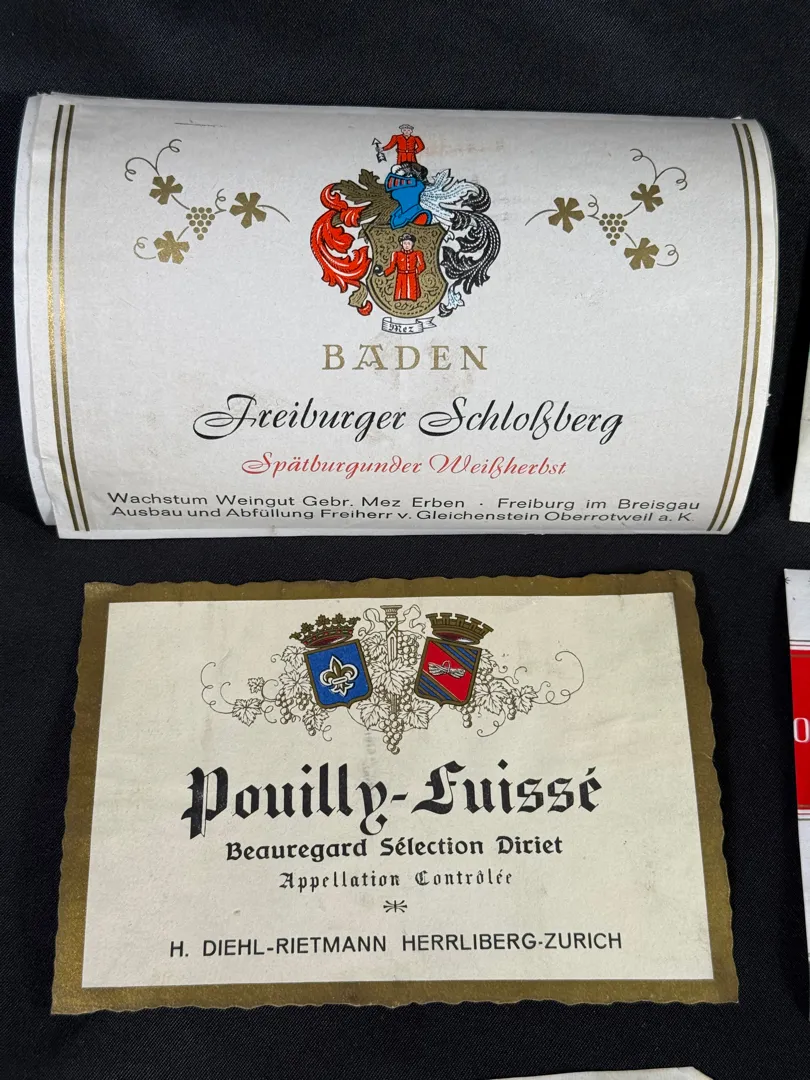 Mez
BADEN
Freiburger Schloßberg
Spätburgunder Weißherbst
Wachstum Weingut Gebr. Mez Erben · Freiburg im Breisgau
Ausbau und Abfüllung Freiherr v. Gleichenstein Oberrotweil a. K.
Pouilly-Fuissé
Beauregard Sélection Diriet
Appellation Contrôlée
H. DIEHL-RIETMANN HERRLIBERG-ZURICH